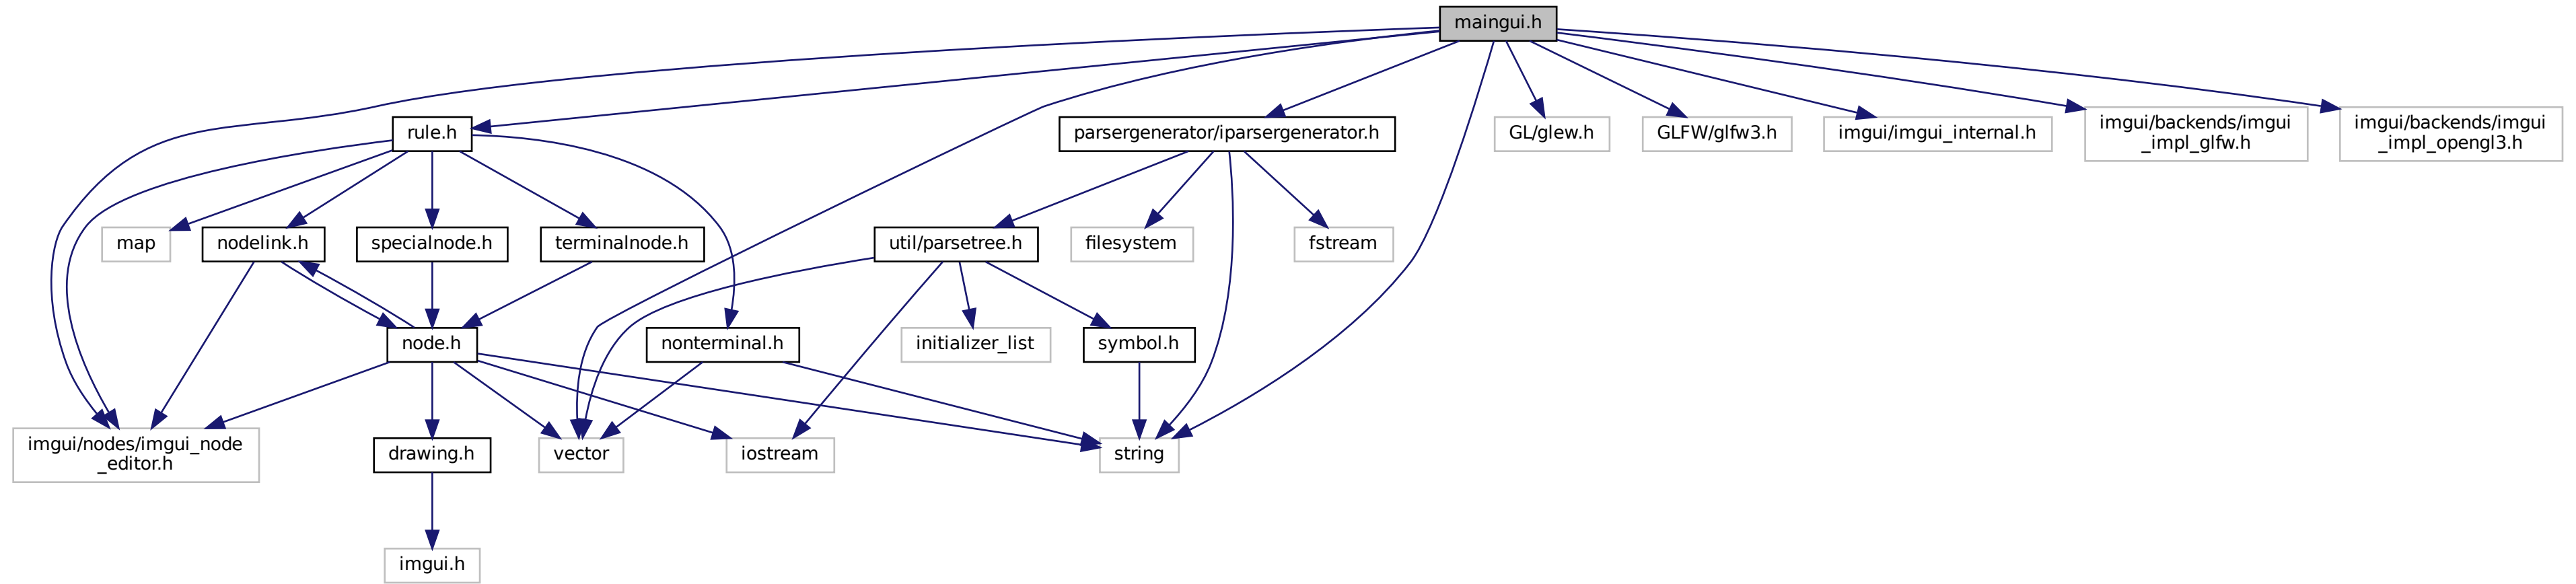 maingui.h
rule.h
parsergenerator/iparsergenerator.h
GL/glew.h
GLFW/glfw3.h
imgui/imgui_internal.h
imgui/backends/imgui
_impl_glfw.h
imgui/backends/imgui
_impl_opengl3.h
map
nodelink.h
specialnode.h
terminalnode.h
util/parsetree.h
filesystem
fstream
node.h
nonterminal.h
initializer_list
symbol.h
imgui/nodes/imgui_node
_editor.h
drawing.h
vector
iostream
string
imgui.h